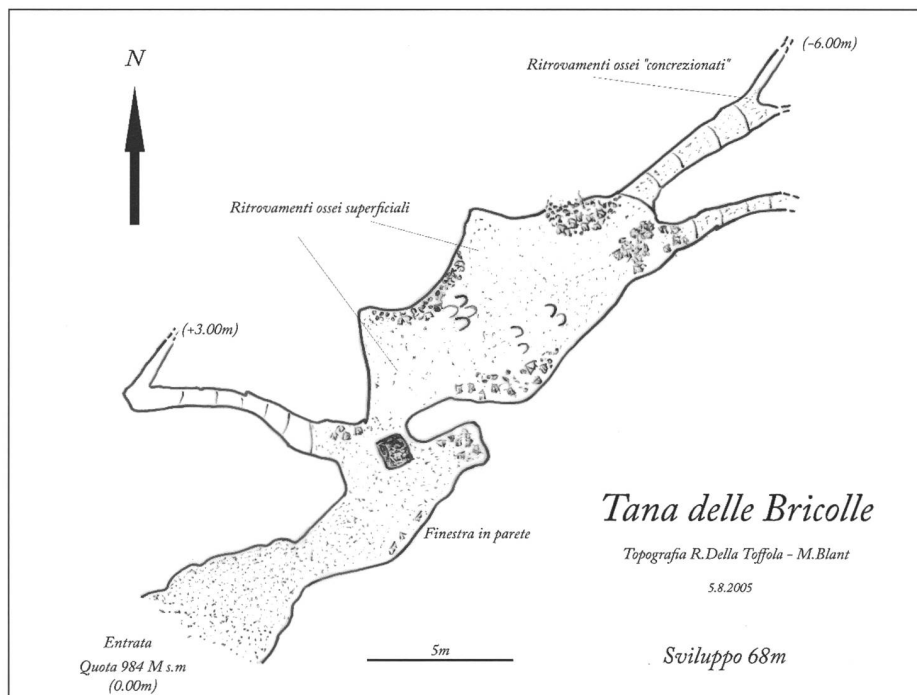 N
(-6.00m)
Ritrovamenti ossei "concrezionati"
Ritrovamenti ossei superficiali
(+3.00m)
Finestra in parete
Tana delle Bricolle
Topografia R.Della Toffola - M.Blant
5.8.2005
Entrata
Quota 984 M s.m
(0.00m)
5m
Sviluppo 68m